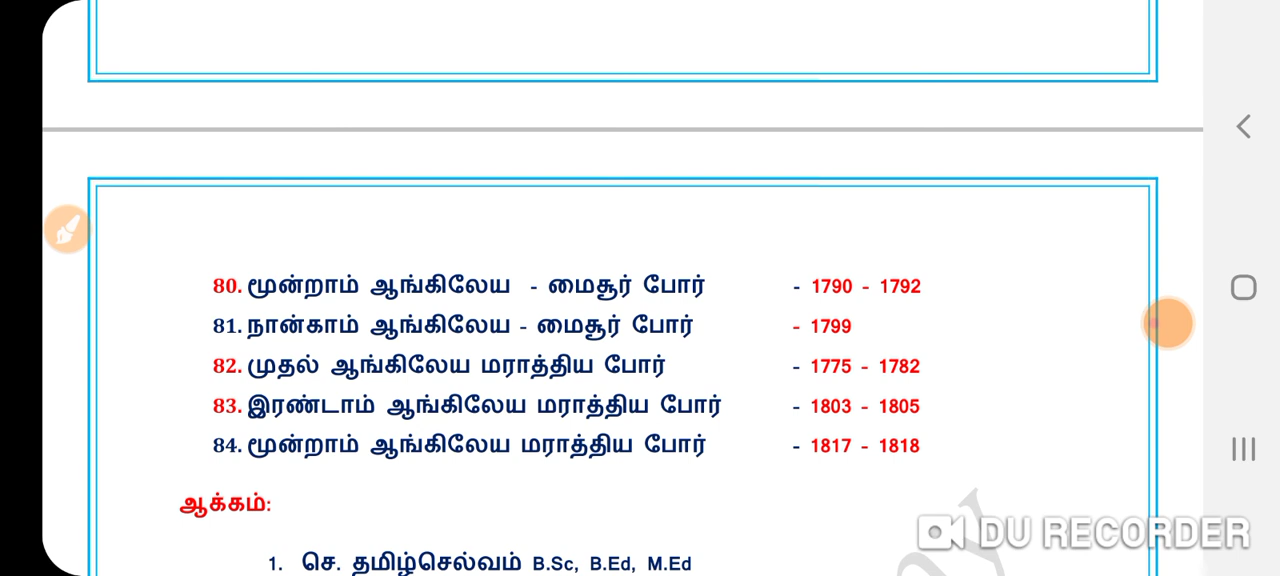 80. மூன்றாம் ஆங்கிலேய - மைசூர் போர் - 1790 - 1792
81. நான்காம் ஆங்கிலேய - மைசூர் போர் - 1799
82. முதல் ஆங்கிலேய மராத்திய போர் - 1775 - 1782
83. இரண்டாம் ஆங்கிலேய மராத்திய போர் - 1803 - 1805
84. மூன்றாம் ஆங்கிலேய மராத்திய போர் - 1817 - 1818
ஆக்கம்:
DU RECORDER
1. செ. தமிழ்செல்வம் B.Sc, B.Ed, M.Ed